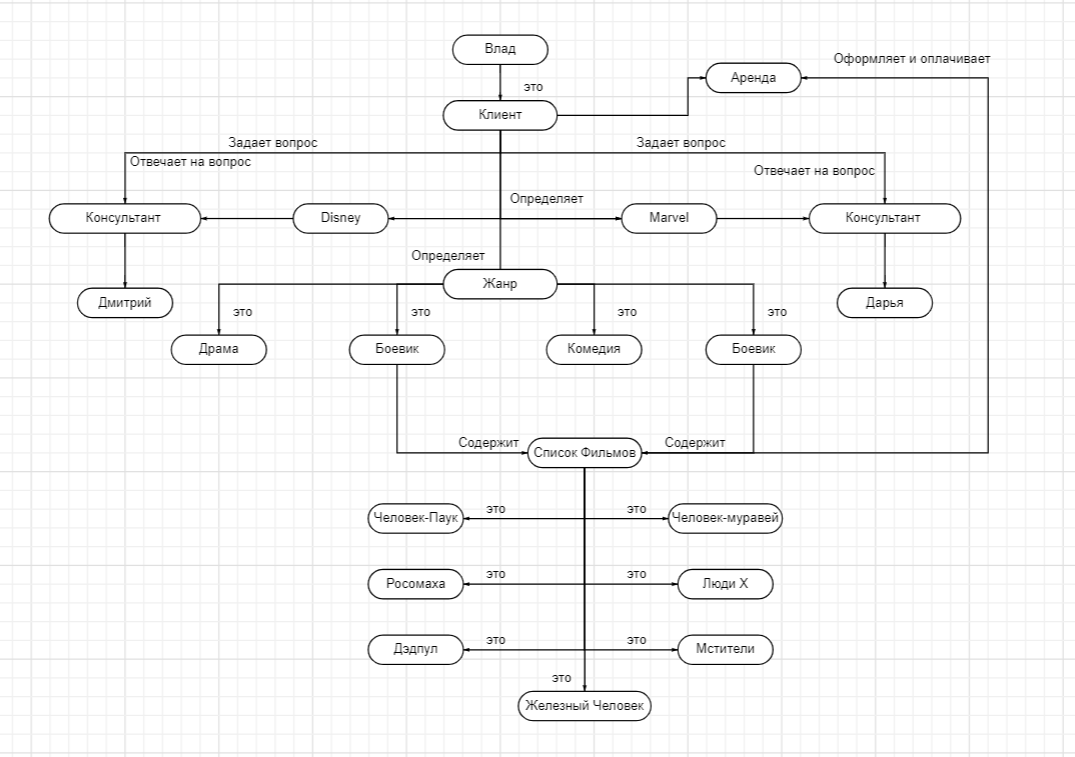 Влад
Оформляет и оплачивает
Аренда
это
Клиент
Задает вопрос
Задает вопрос
Отвечает на вопрос
Отвечает на вопрос
Определяет
Консультант
Disney
Marvel
Консультант
Определяет
Жанр
Дмитрий
Дарья
это
это
это
это
Драма
Боевик
Комедия
Боевик
Содержит
Содержит
Список Фильмов
это
это
Человек-Паук
Человек-муравей
это
это
Росомаха
Люди X
это
это
Дэдпул
Мстители
это
Железный Человек